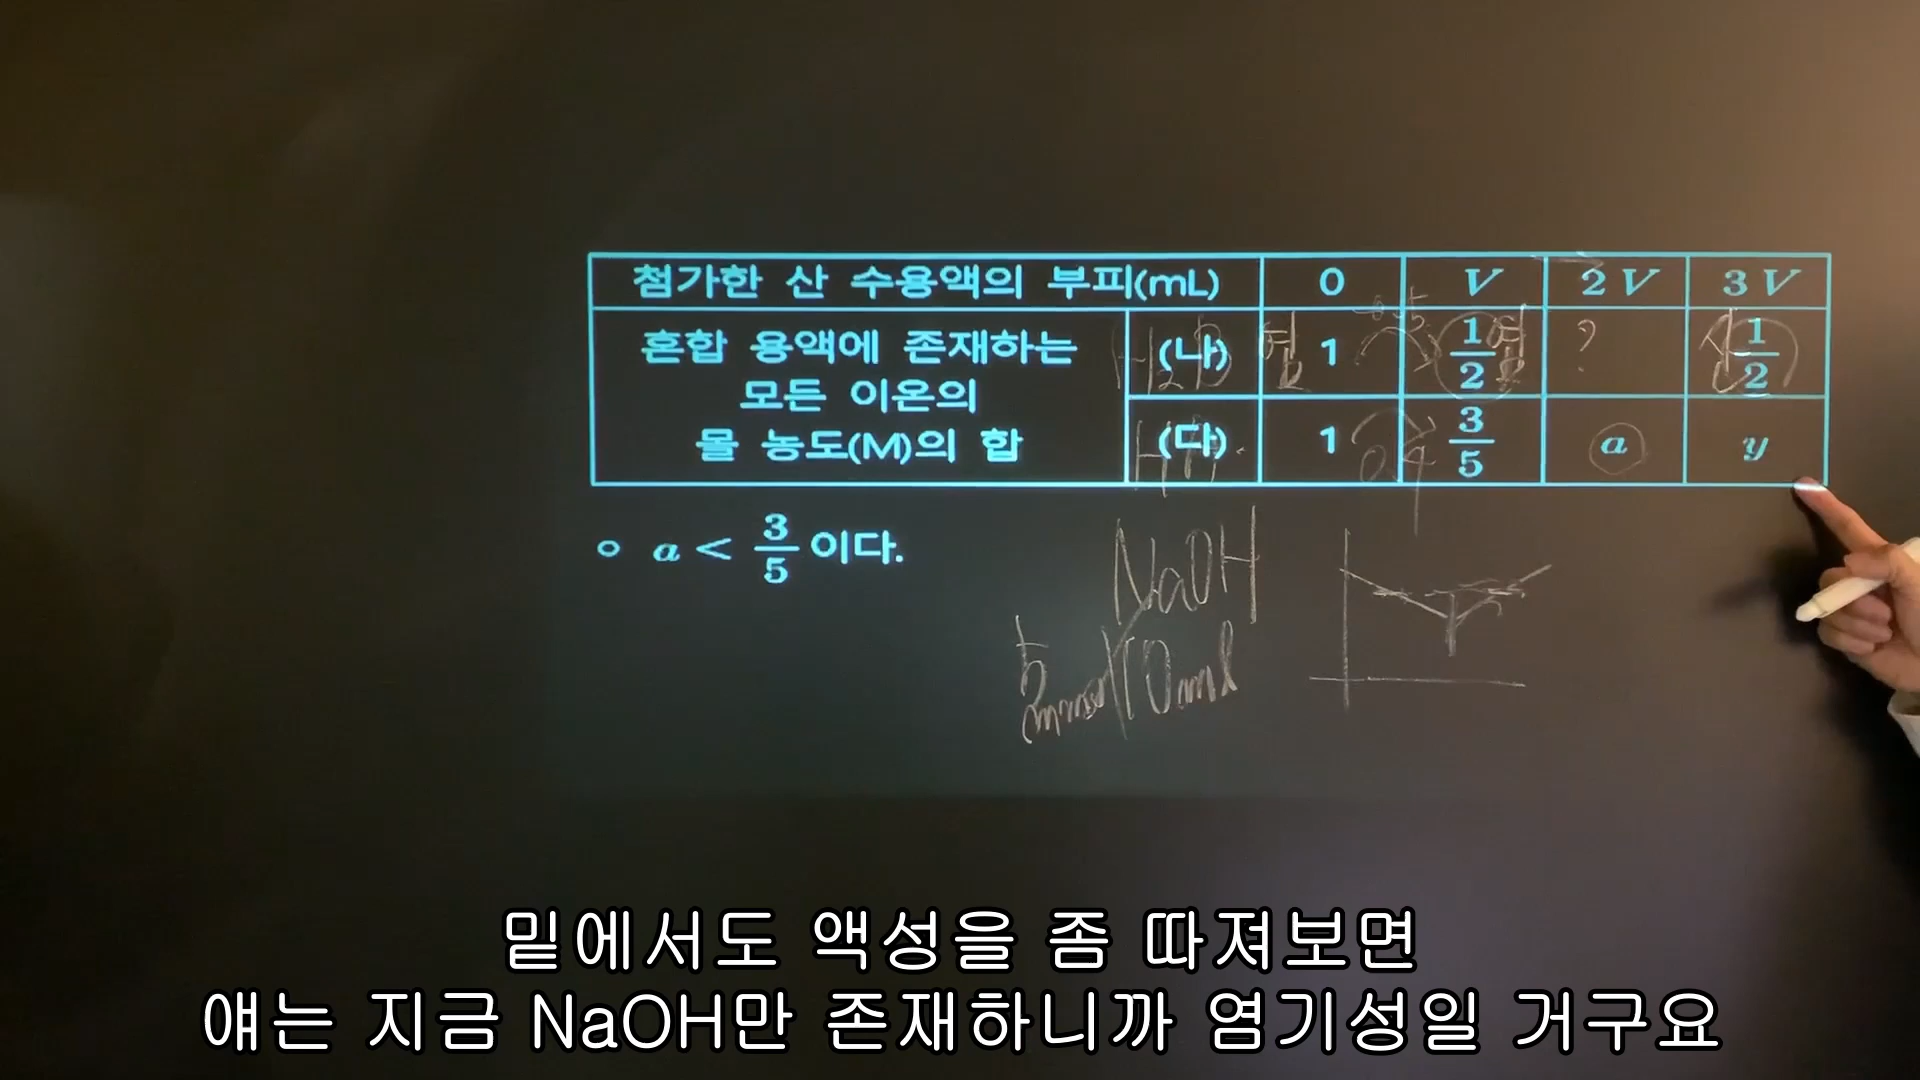 첨가한 산 수용액의 부피(mL) 0 V 2V 3V
혼합 용액에 존재하는
모든 이온의
몰 농도(M)의 합
(나) 1 1/2 ? 1/2
(다) 1 3/5 a y
○ a < 3/5 이다.
NaOH
10ml
밑에서도 액성을 좀 따져보면
얘는 지금 NaOH만 존재하니까 염기성일 거구요